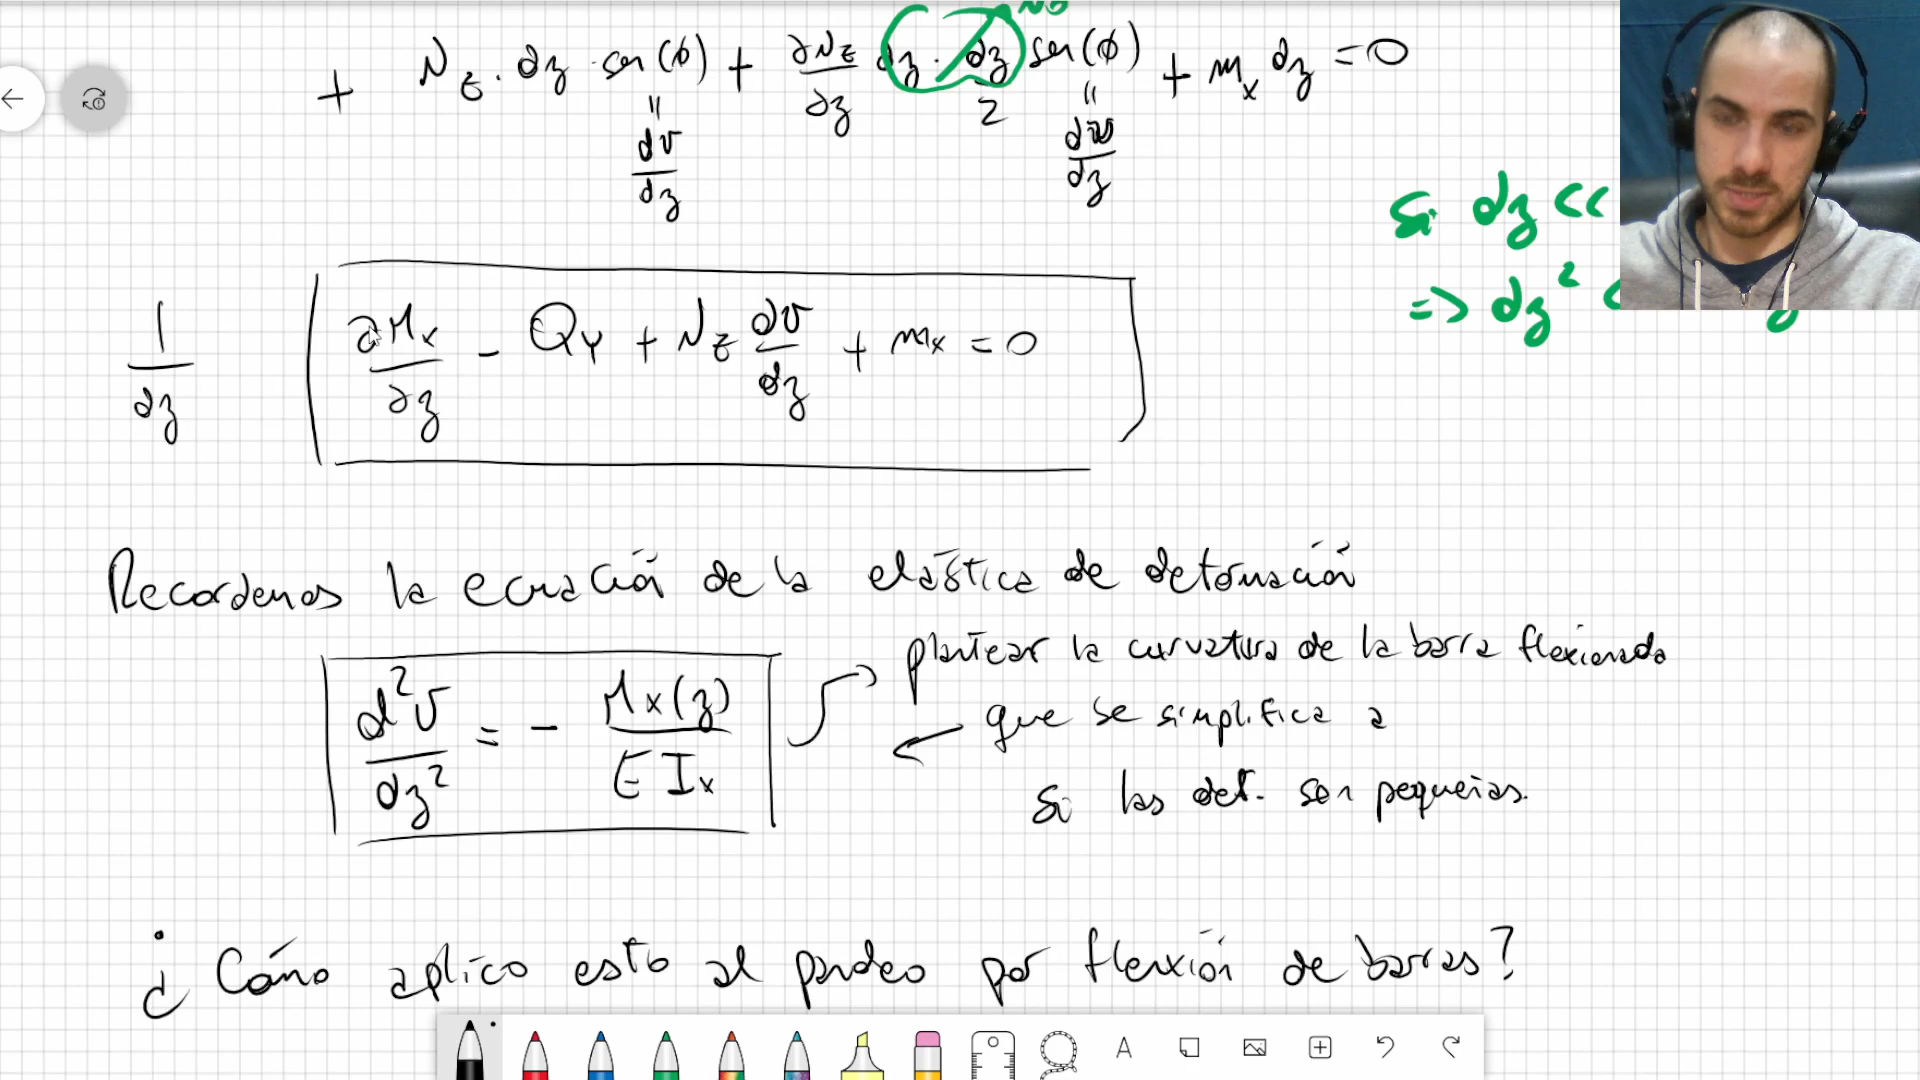 + N_z · dz · sen(ϕ) + ∂N_z/∂z dz · dz/2 sen(ϕ) + m_x dz = 0
NO
" dv/dz " dv/dz
si dz <<
=> dz² <
1/dz ∂M_x/∂z - Q_y + N_z dv/dz + m_x = 0
Recordemos la ecuación de la elástica de deformación
d²v/dz² = - M_x(z)/E I_x
plantear la curvatura de la barra flexionada
que se simplifica a
si las def. son pequeñas.
¿Cómo aplico esto al pandeo por flexión de barras?